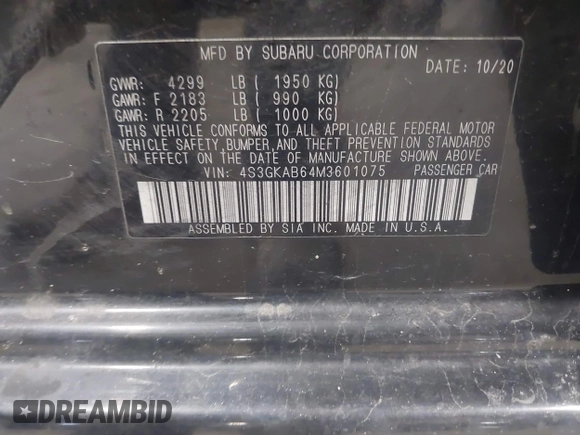 MFD BY SUBARU CORPORATION
DATE: 10/20
GVWR: 4299 LB ( 1950 KG)
GAWR: F 2183 LB ( 990 KG)
GAWR: R 2205 LB ( 1000 KG)
THIS VEHICLE CONFORMS TO ALL APPLICABLE FEDERAL MOTOR
VEHICLE SAFETY, BUMPER, AND THEFT PREVENTION STANDARDS
IN EFFECT ON THE DATE OF MANUFACTURE SHOWN ABOVE.
VIN: 4S3GKAB64M3601075 PASSENGER CAR
ASSEMBLED BY SIA INC. MADE IN U.S.A.
DREAMBID